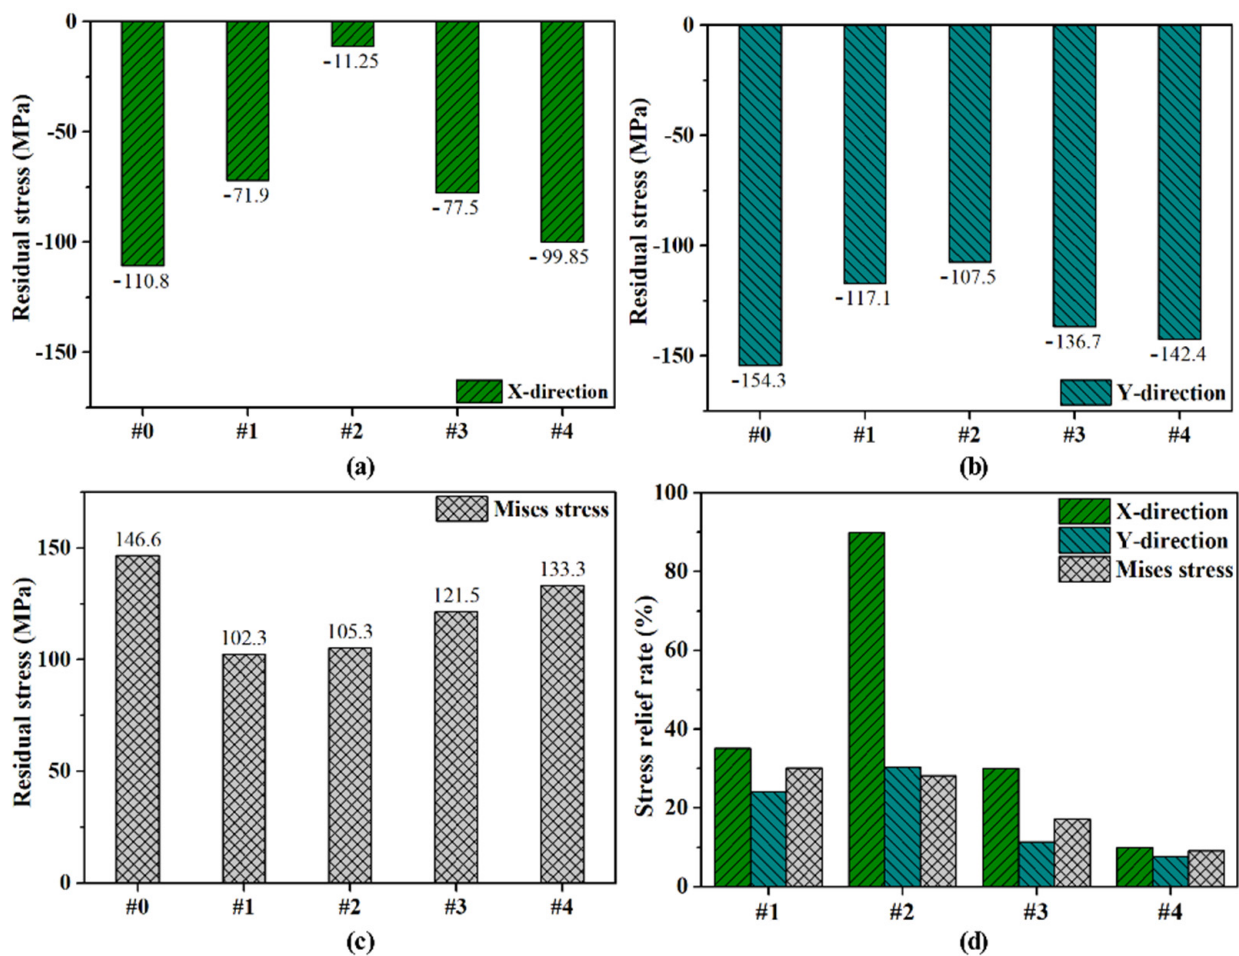 0
-50
-100
-150
Residual stress (MPa)
-110.8
-71.9
-11.25
-77.5
-99.85
X-direction
#0 #1 #2 #3 #4
(a)
0
-50
-100
-150
Residual stress (MPa)
-154.3
-117.1
-107.5
-136.7
-142.4
Y-direction
#0 #1 #2 #3 #4
(b)
150
100
50
0
Residual stress (MPa)
Mises stress
146.6
102.3
105.3
121.5
133.3
#0 #1 #2 #3 #4
(c)
100
80
60
40
20
0
Stress relief rate (%)
X-direction
Y-direction
Mises stress
#1 #2 #3 #4
(d)